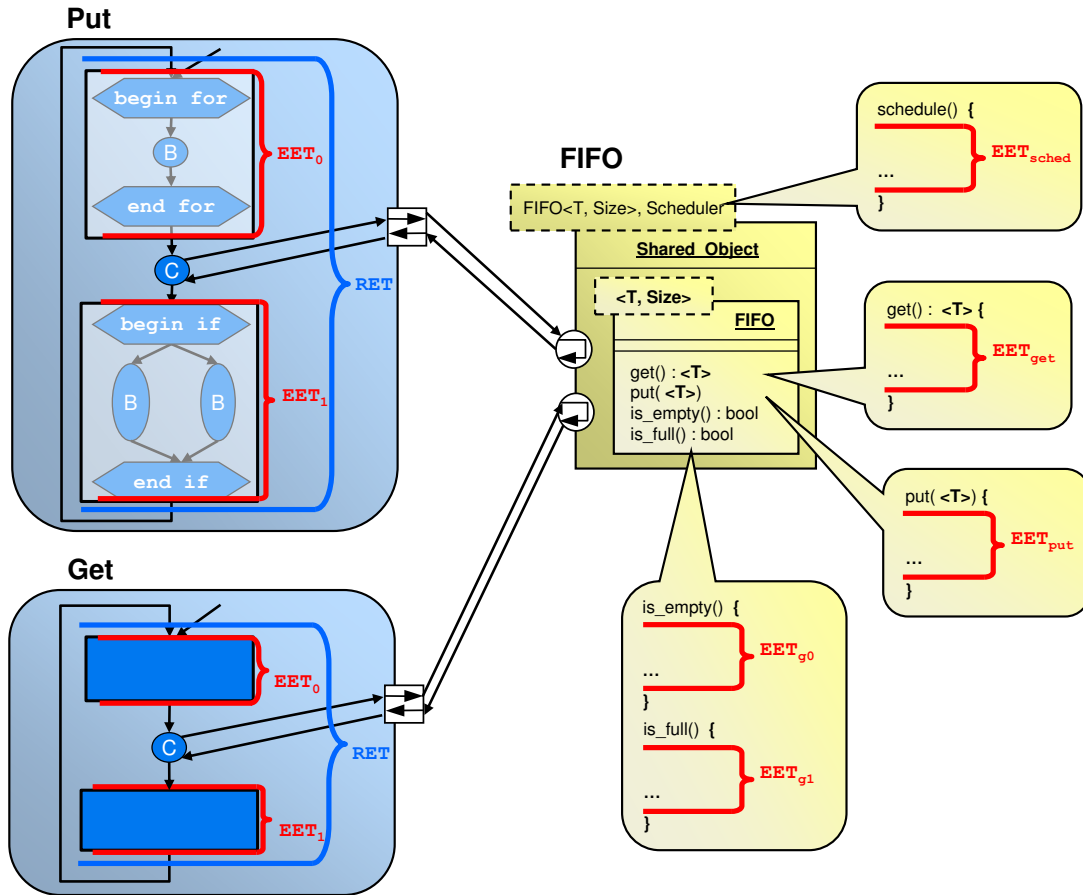 Put
begin for
B
end for
EET0
C
RET
begin if
B
B
end if
EET1
Get
EET0
C
RET
EET1
FIFO
FIFO<T, Size>, Scheduler
Shared_Object
<T, Size>
FIFO
get() : <T>
put( <T>)
is_empty() : bool
is_full() : bool
schedule() {
...
}
EETsched
get() : <T> {
...
}
EETget
put( <T>) {
...
}
EETput
is_empty() {
...
}
EETg0
is_full() {
...
}
EETg1